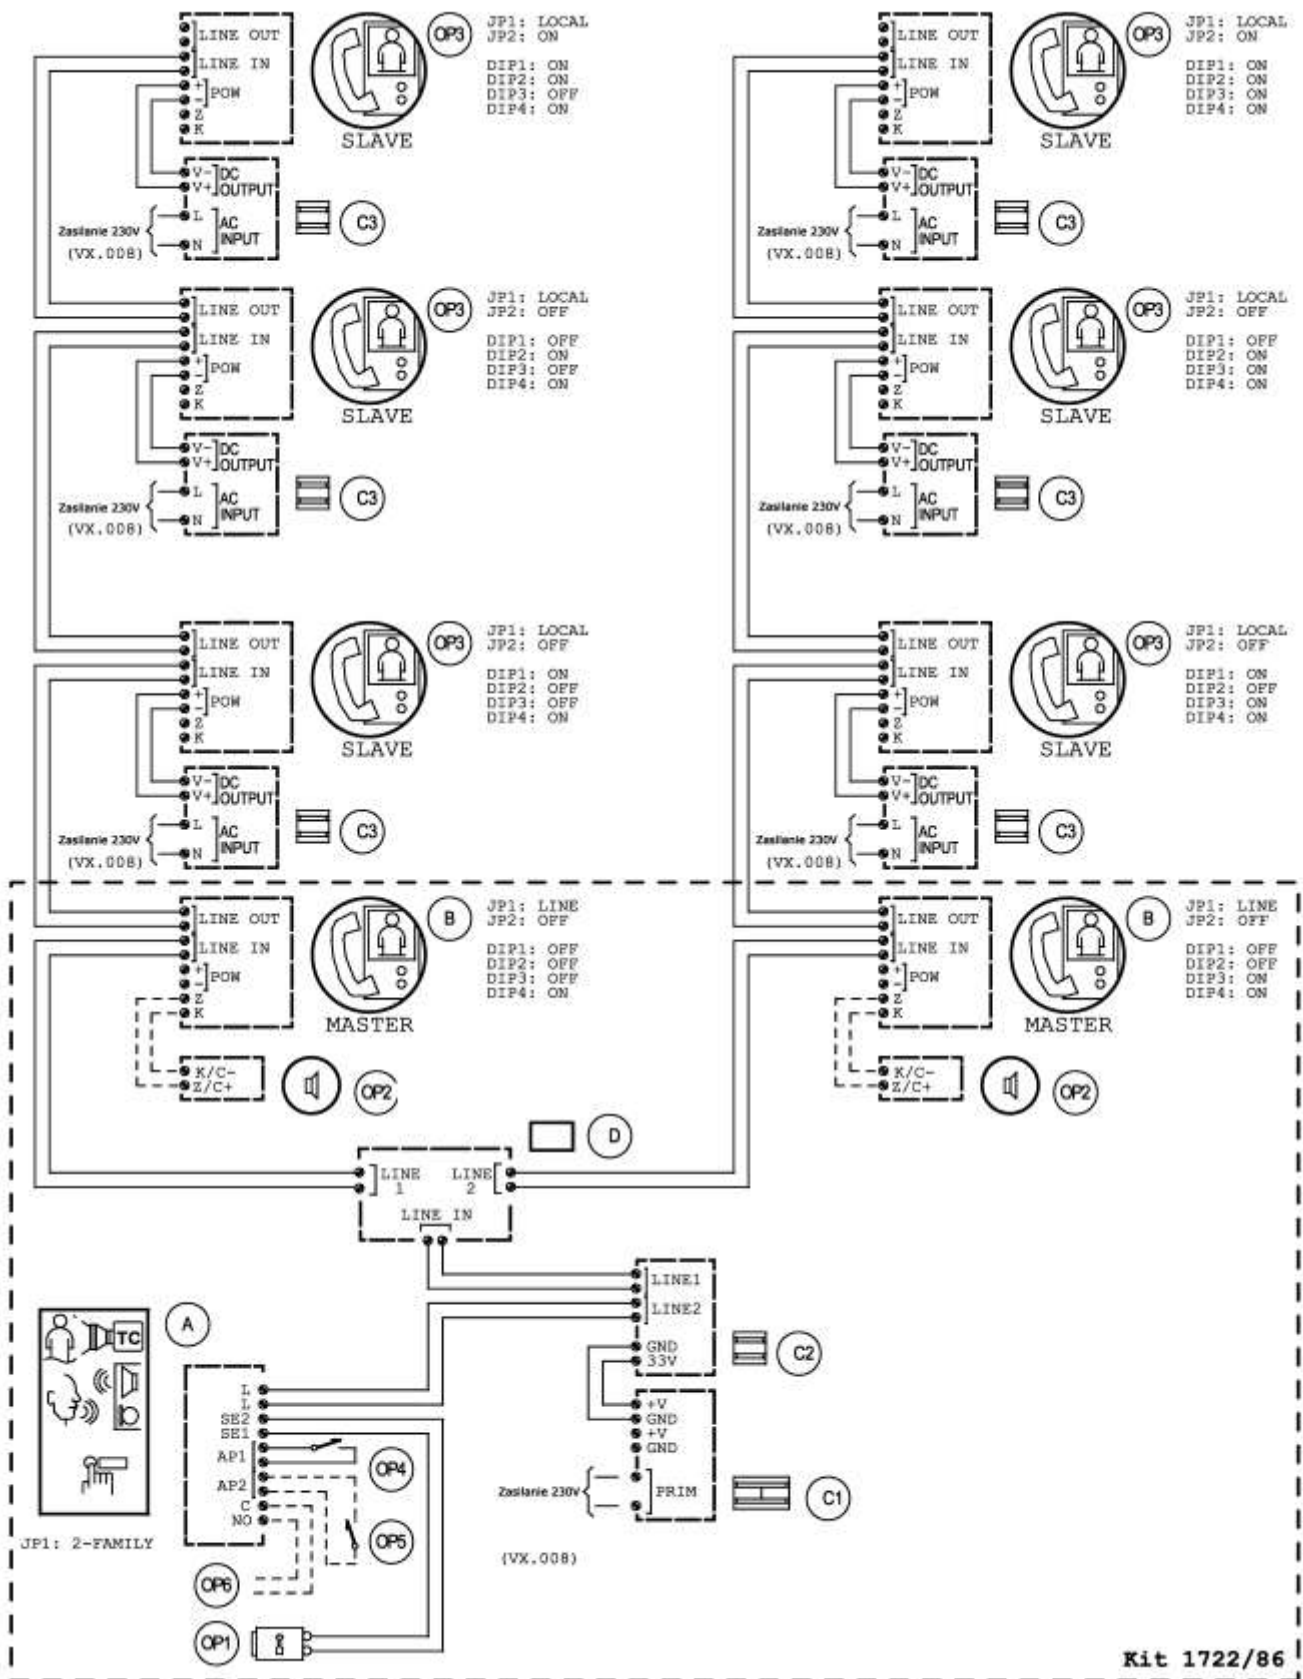 LINE OUT
LINE IN
+
-
POW
Z
K
SLAVE
OP3
JP1: LOCAL
JP2: ON
DIP1: ON
DIP2: ON
DIP3: OFF
DIP4: ON
V-
V+
DC
OUTPUT
L
N
AC
INPUT
Zasilanie 230V
(VX.008)
C3
LINE OUT
LINE IN
+
-
POW
Z
K
SLAVE
OP3
JP1: LOCAL
JP2: ON
DIP1: ON
DIP2: ON
DIP3: ON
DIP4: ON
V-
V+
DC
OUTPUT
L
N
AC
INPUT
Zasilanie 230V
(VX.008)
C3
LINE OUT
LINE IN
+
-
POW
Z
K
SLAVE
OP3
JP1: LOCAL
JP2: OFF
DIP1: OFF
DIP2: ON
DIP3: OFF
DIP4: ON
V-
V+
DC
OUTPUT
L
N
AC
INPUT
Zasilanie 230V
(VX.008)
C3
LINE OUT
LINE IN
+
-
POW
Z
K
SLAVE
OP3
JP1: LOCAL
JP2: OFF
DIP1: OFF
DIP2: ON
DIP3: ON
DIP4: ON
V-
V+
DC
OUTPUT
L
N
AC
INPUT
Zasilanie 230V
(VX.008)
C3
LINE OUT
LINE IN
+
-
POW
Z
K
SLAVE
OP3
JP1: LOCAL
JP2: OFF
DIP1: ON
DIP2: OFF
DIP3: OFF
DIP4: ON
V-
V+
DC
OUTPUT
L
N
AC
INPUT
Zasilanie 230V
(VX.008)
C3
LINE OUT
LINE IN
+
-
POW
Z
K
SLAVE
OP3
JP1: LOCAL
JP2: OFF
DIP1: ON
DIP2: OFF
DIP3: ON
DIP4: ON
V-
V+
DC
OUTPUT
L
N
AC
INPUT
Zasilanie 230V
(VX.008)
C3
LINE OUT
LINE IN
+
-
POW
Z
K
MASTER
B
JP1: LINE
JP2: OFF
DIP1: OFF
DIP2: OFF
DIP3: OFF
DIP4: ON
K/C-
Z/C+
OP2
LINE OUT
LINE IN
+
-
POW
Z
K
MASTER
B
JP1: LINE
JP2: OFF
DIP1: OFF
DIP2: OFF
DIP3: ON
DIP4: ON
K/C-
Z/C+
OP2
D
LINE
1
LINE
2
LINE IN
LINE1
LINE2
GND
33V
C2
+V
GND
+V
GND
PRIM
Zasilanie 230V
C1
(VX.008)
TC
A
JP1: 2-FAMILY
L
L
SE2
SE1
AP1
AP2
C
NO
OP4
OP5
OP6
OP1
Kit 1722/86